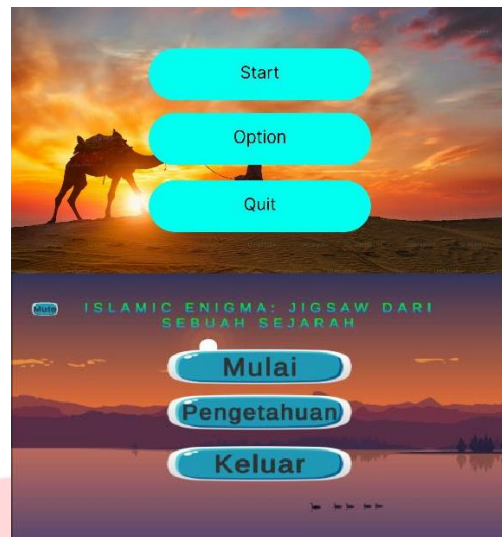 Start
Option
Quit
Mute
ISLAMIC ENIGMA: JIGSAW DARI
SEBUAH SEJARAH
Mulai
Pengetahuan
Keluar